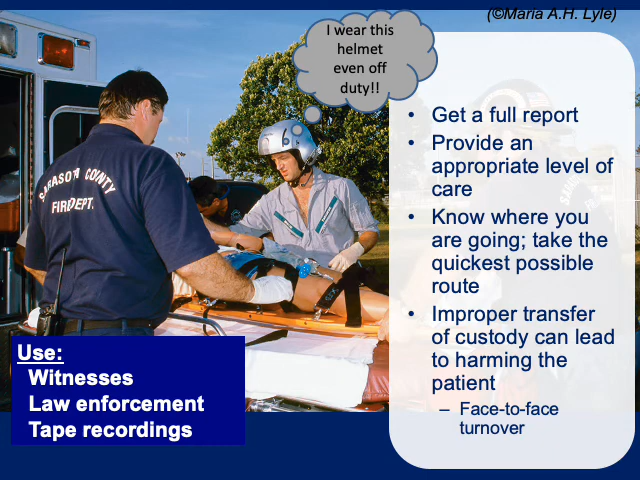 (©Maria A.H. Lyle)
I wear this
helmet
even off
duty!!
SARASOTA COUNTY
FIRE DEPT.
• Get a full report
• Provide an
appropriate level of
care
• Know where you
are going; take the
quickest possible
route
• Improper transfer
of custody can lead
to harming the
patient
– Face-to-face
turnover
Use:
Witnesses
Law enforcement
Tape recordings